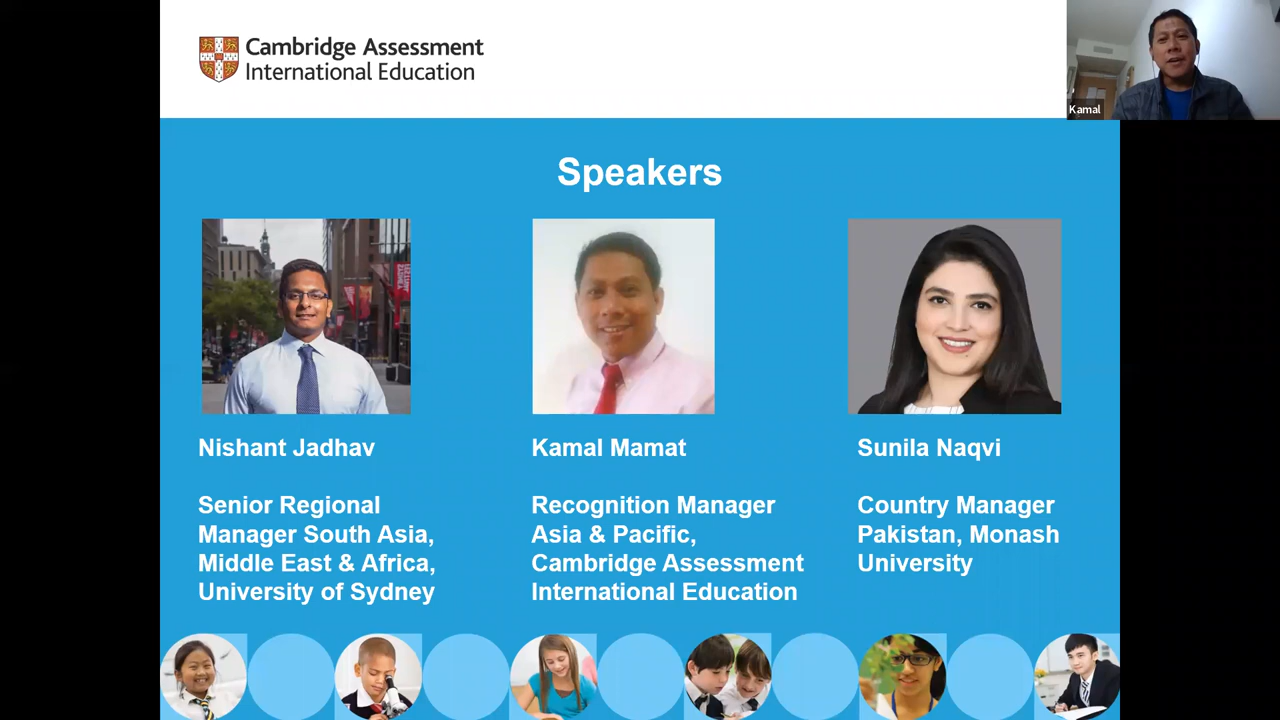 Cambridge Assessment
International Education
Kamal
Speakers
Nishant Jadhav
Senior Regional
Manager South Asia,
Middle East & Africa,
University of Sydney
Kamal Mamat
Recognition Manager
Asia & Pacific,
Cambridge Assessment
International Education
Sunila Naqvi
Country Manager
Pakistan, Monash
University